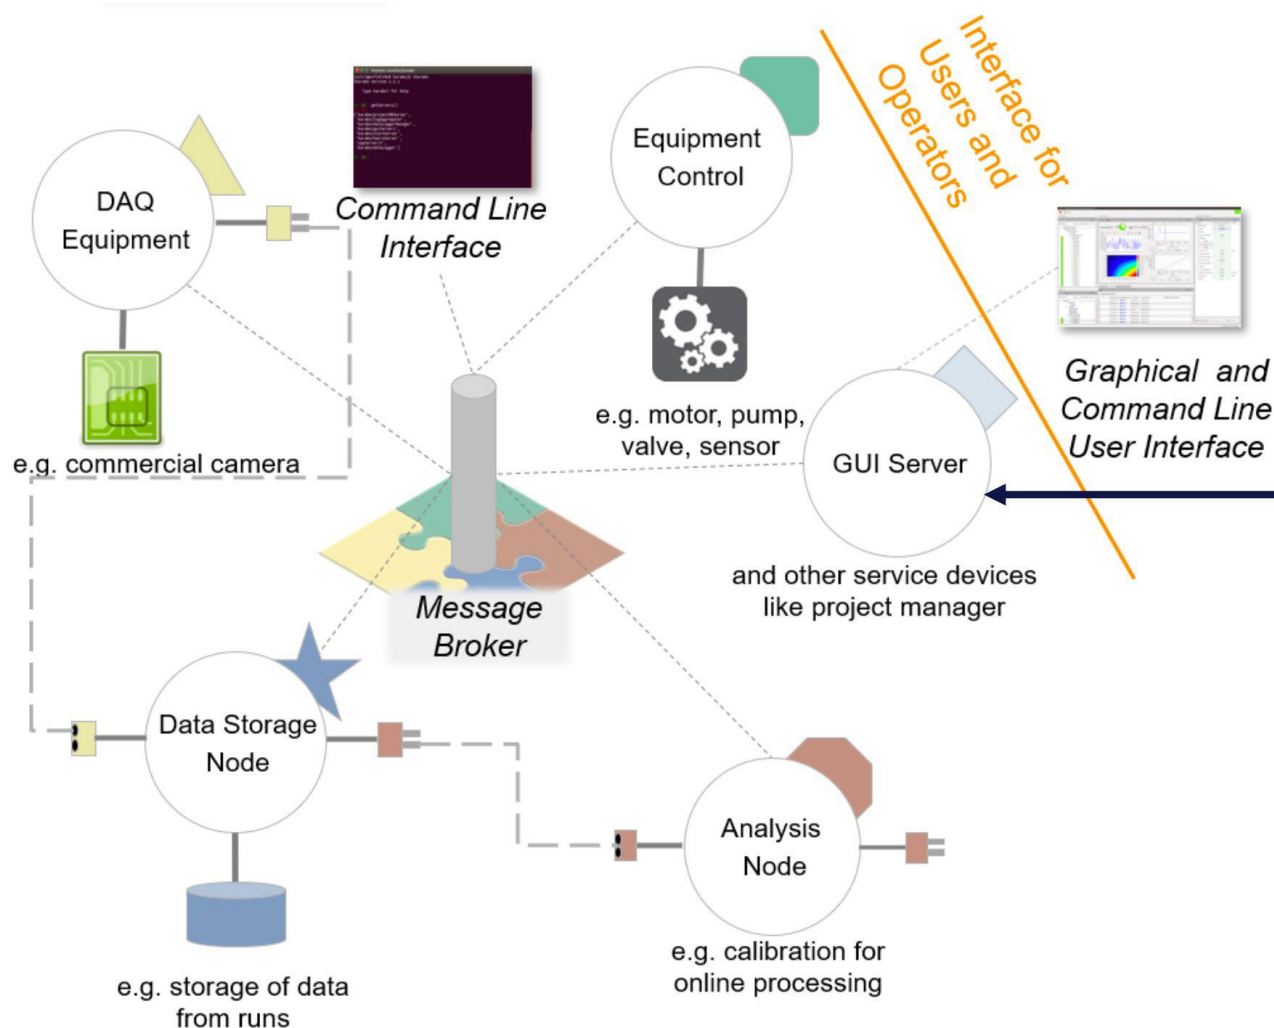 DAQ
Equipment
e.g. commercial camera
Command Line
Interface
Equipment
Control
e.g. motor, pump,
valve, sensor
Interface for
Users and
Operators
Graphical and
Command Line
User Interface
GUI Server
and other service devices
like project manager
Message
Broker
Data Storage
Node
e.g. storage of data
from runs
Analysis
Node
e.g. calibration for
online processing